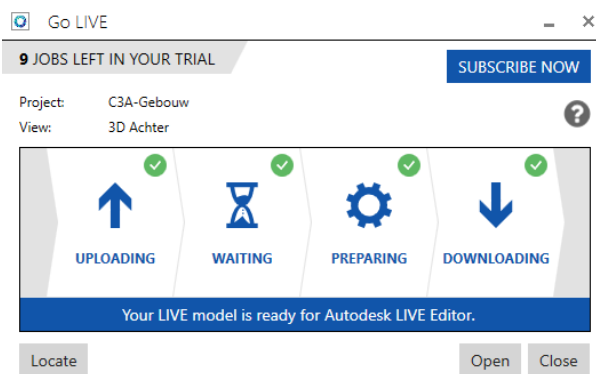 Go LIVE
9 JOBS LEFT IN YOUR TRIAL
SUBSCRIBE NOW
Project: C3A-Gebouw
View: 3D Achter
?
UPLOADING WAITING PREPARING DOWNLOADING
Your LIVE model is ready for Autodesk LIVE Editor.
Locate Open Close